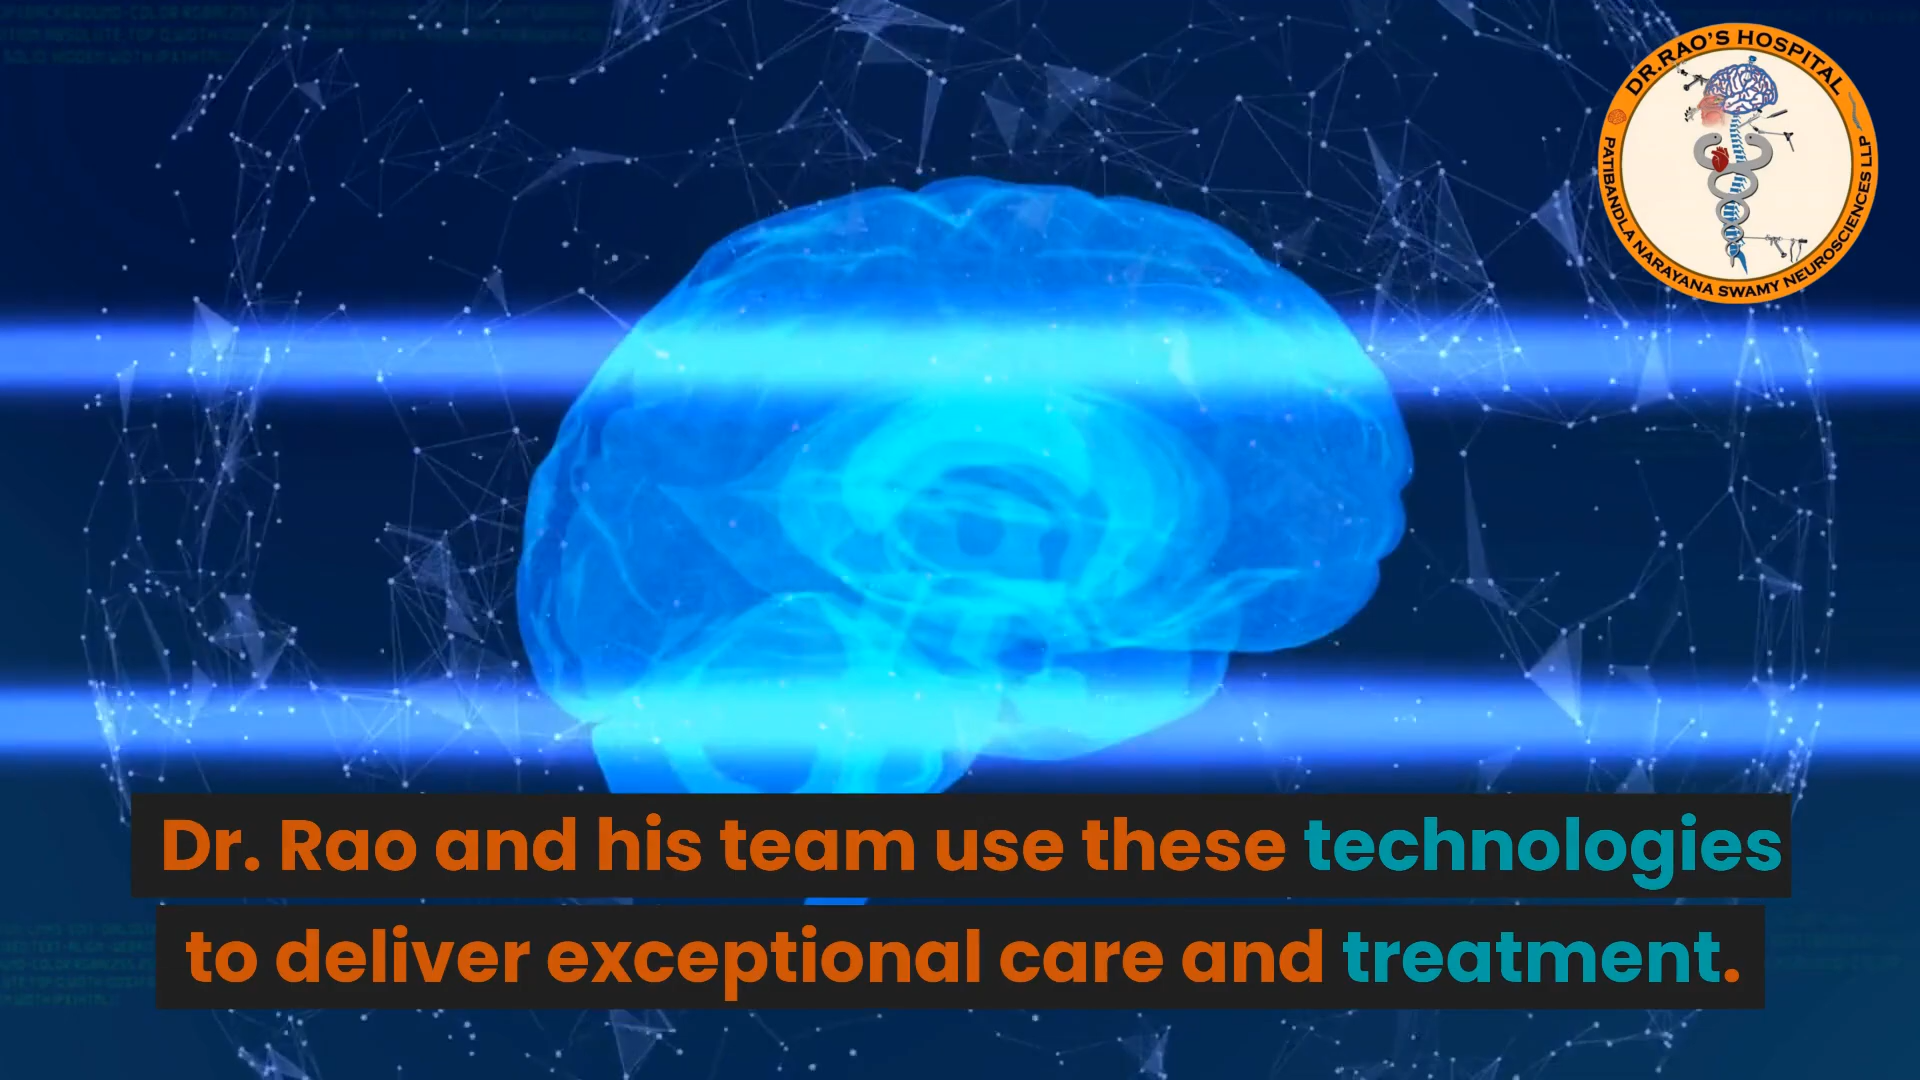 DR.RAO'S HOSPITAL
PATIBANDLA NARAYANA SWAMY NEUROSCIENCES LLP
Dr. Rao and his team use these technologies
to deliver exceptional care and treatment.